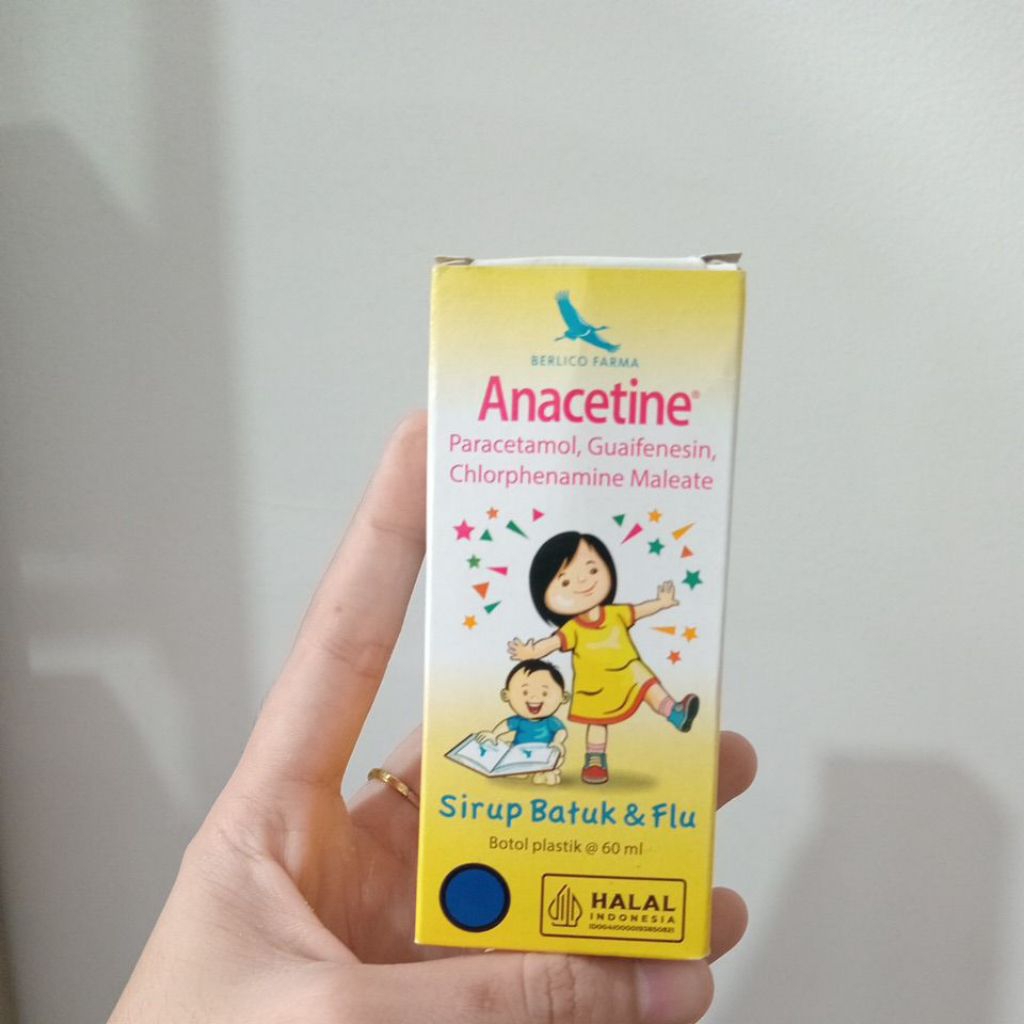 BERLICO FARMA
Anacetine®
Paracetamol, Guaifenesin,
Chlorphenamine Maleate
Sirup Batuk & Flu
Botol plastik @ 60 ml
HALAL
INDONESIA